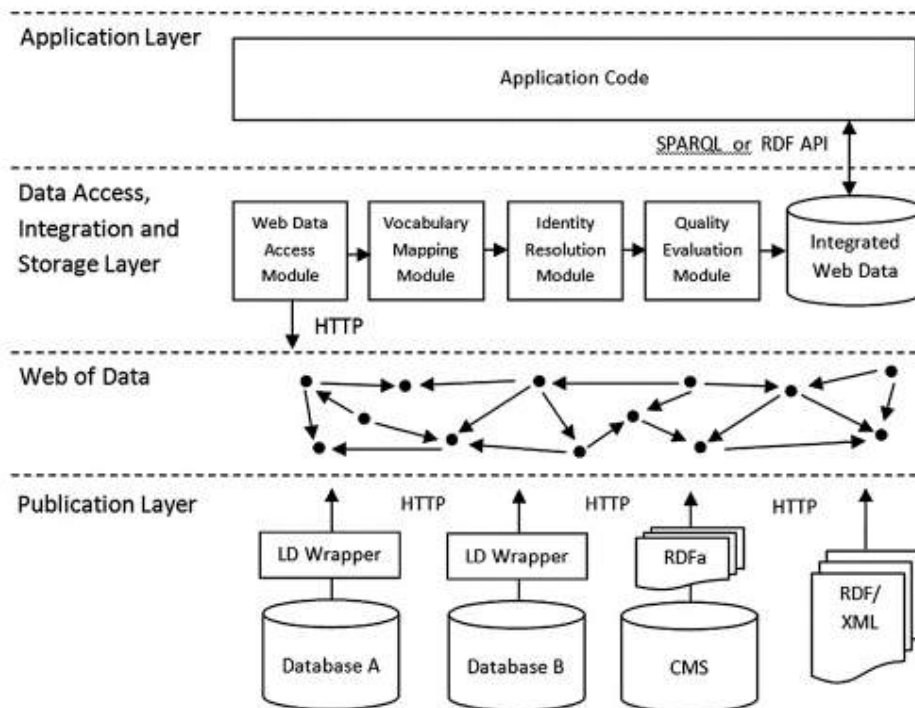 Application Layer
Application Code
SPARQL or RDF API
Data Access,
Integration and
Storage Layer
Web Data
Access
Module
Vocabulary
Mapping
Module
Identity
Resolution
Module
Quality
Evaluation
Module
Integrated
Web Data
HTTP
Web of Data
Publication Layer
HTTP
HTTP
HTTP
LD Wrapper
LD Wrapper
RDFa
RDF/
XML
Database A
Database B
CMS